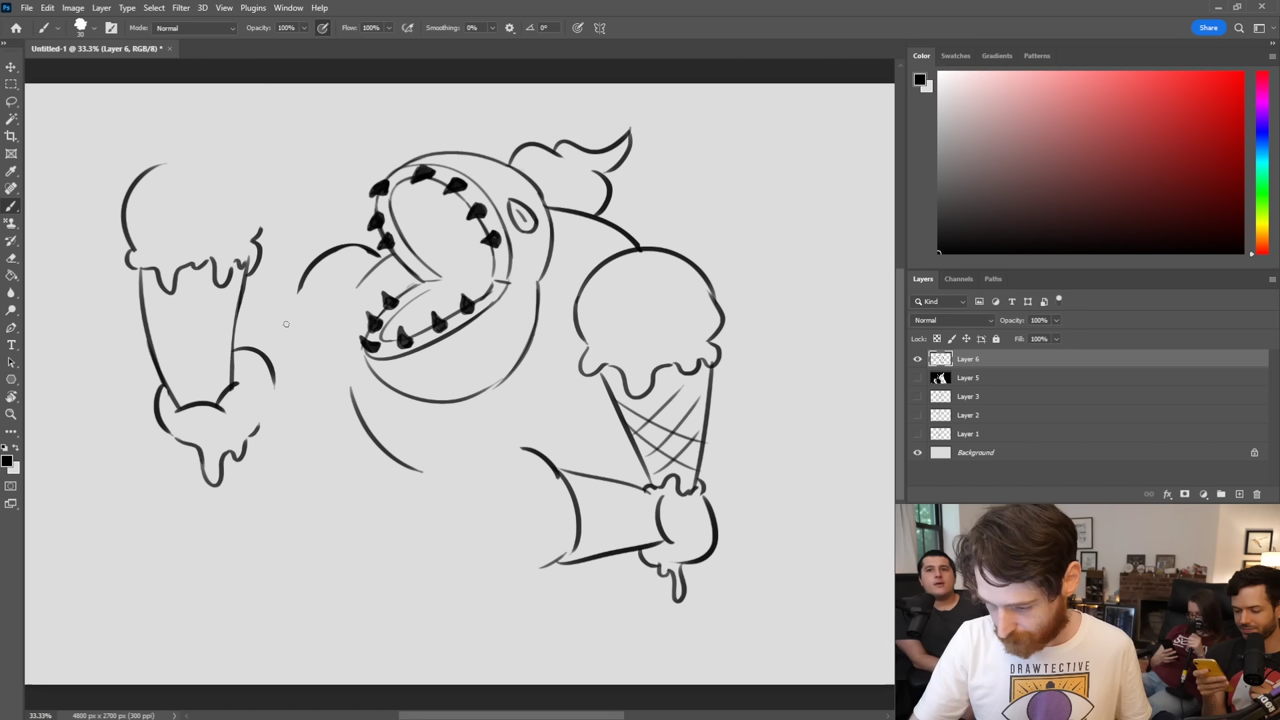 File Edit Image Layer Type Select Filter 3D View Plugins Window Help
30 Mode: Normal Opacity: 100% Flow: 100% Smoothing: 0% 0° Share
Untitled-1 @ 33.3% (Layer 6, RGB/8) *
Color Swatches Gradients Patterns
Layers Channels Paths
Kind
Normal Opacity: 100%
Lock: Fill: 100%
Layer 6
Layer 5
Layer 3
Layer 2
Layer 1
Background
fx
DRAWTECTIVE
33.33% 4800 px x 2700 px (300 ppi)